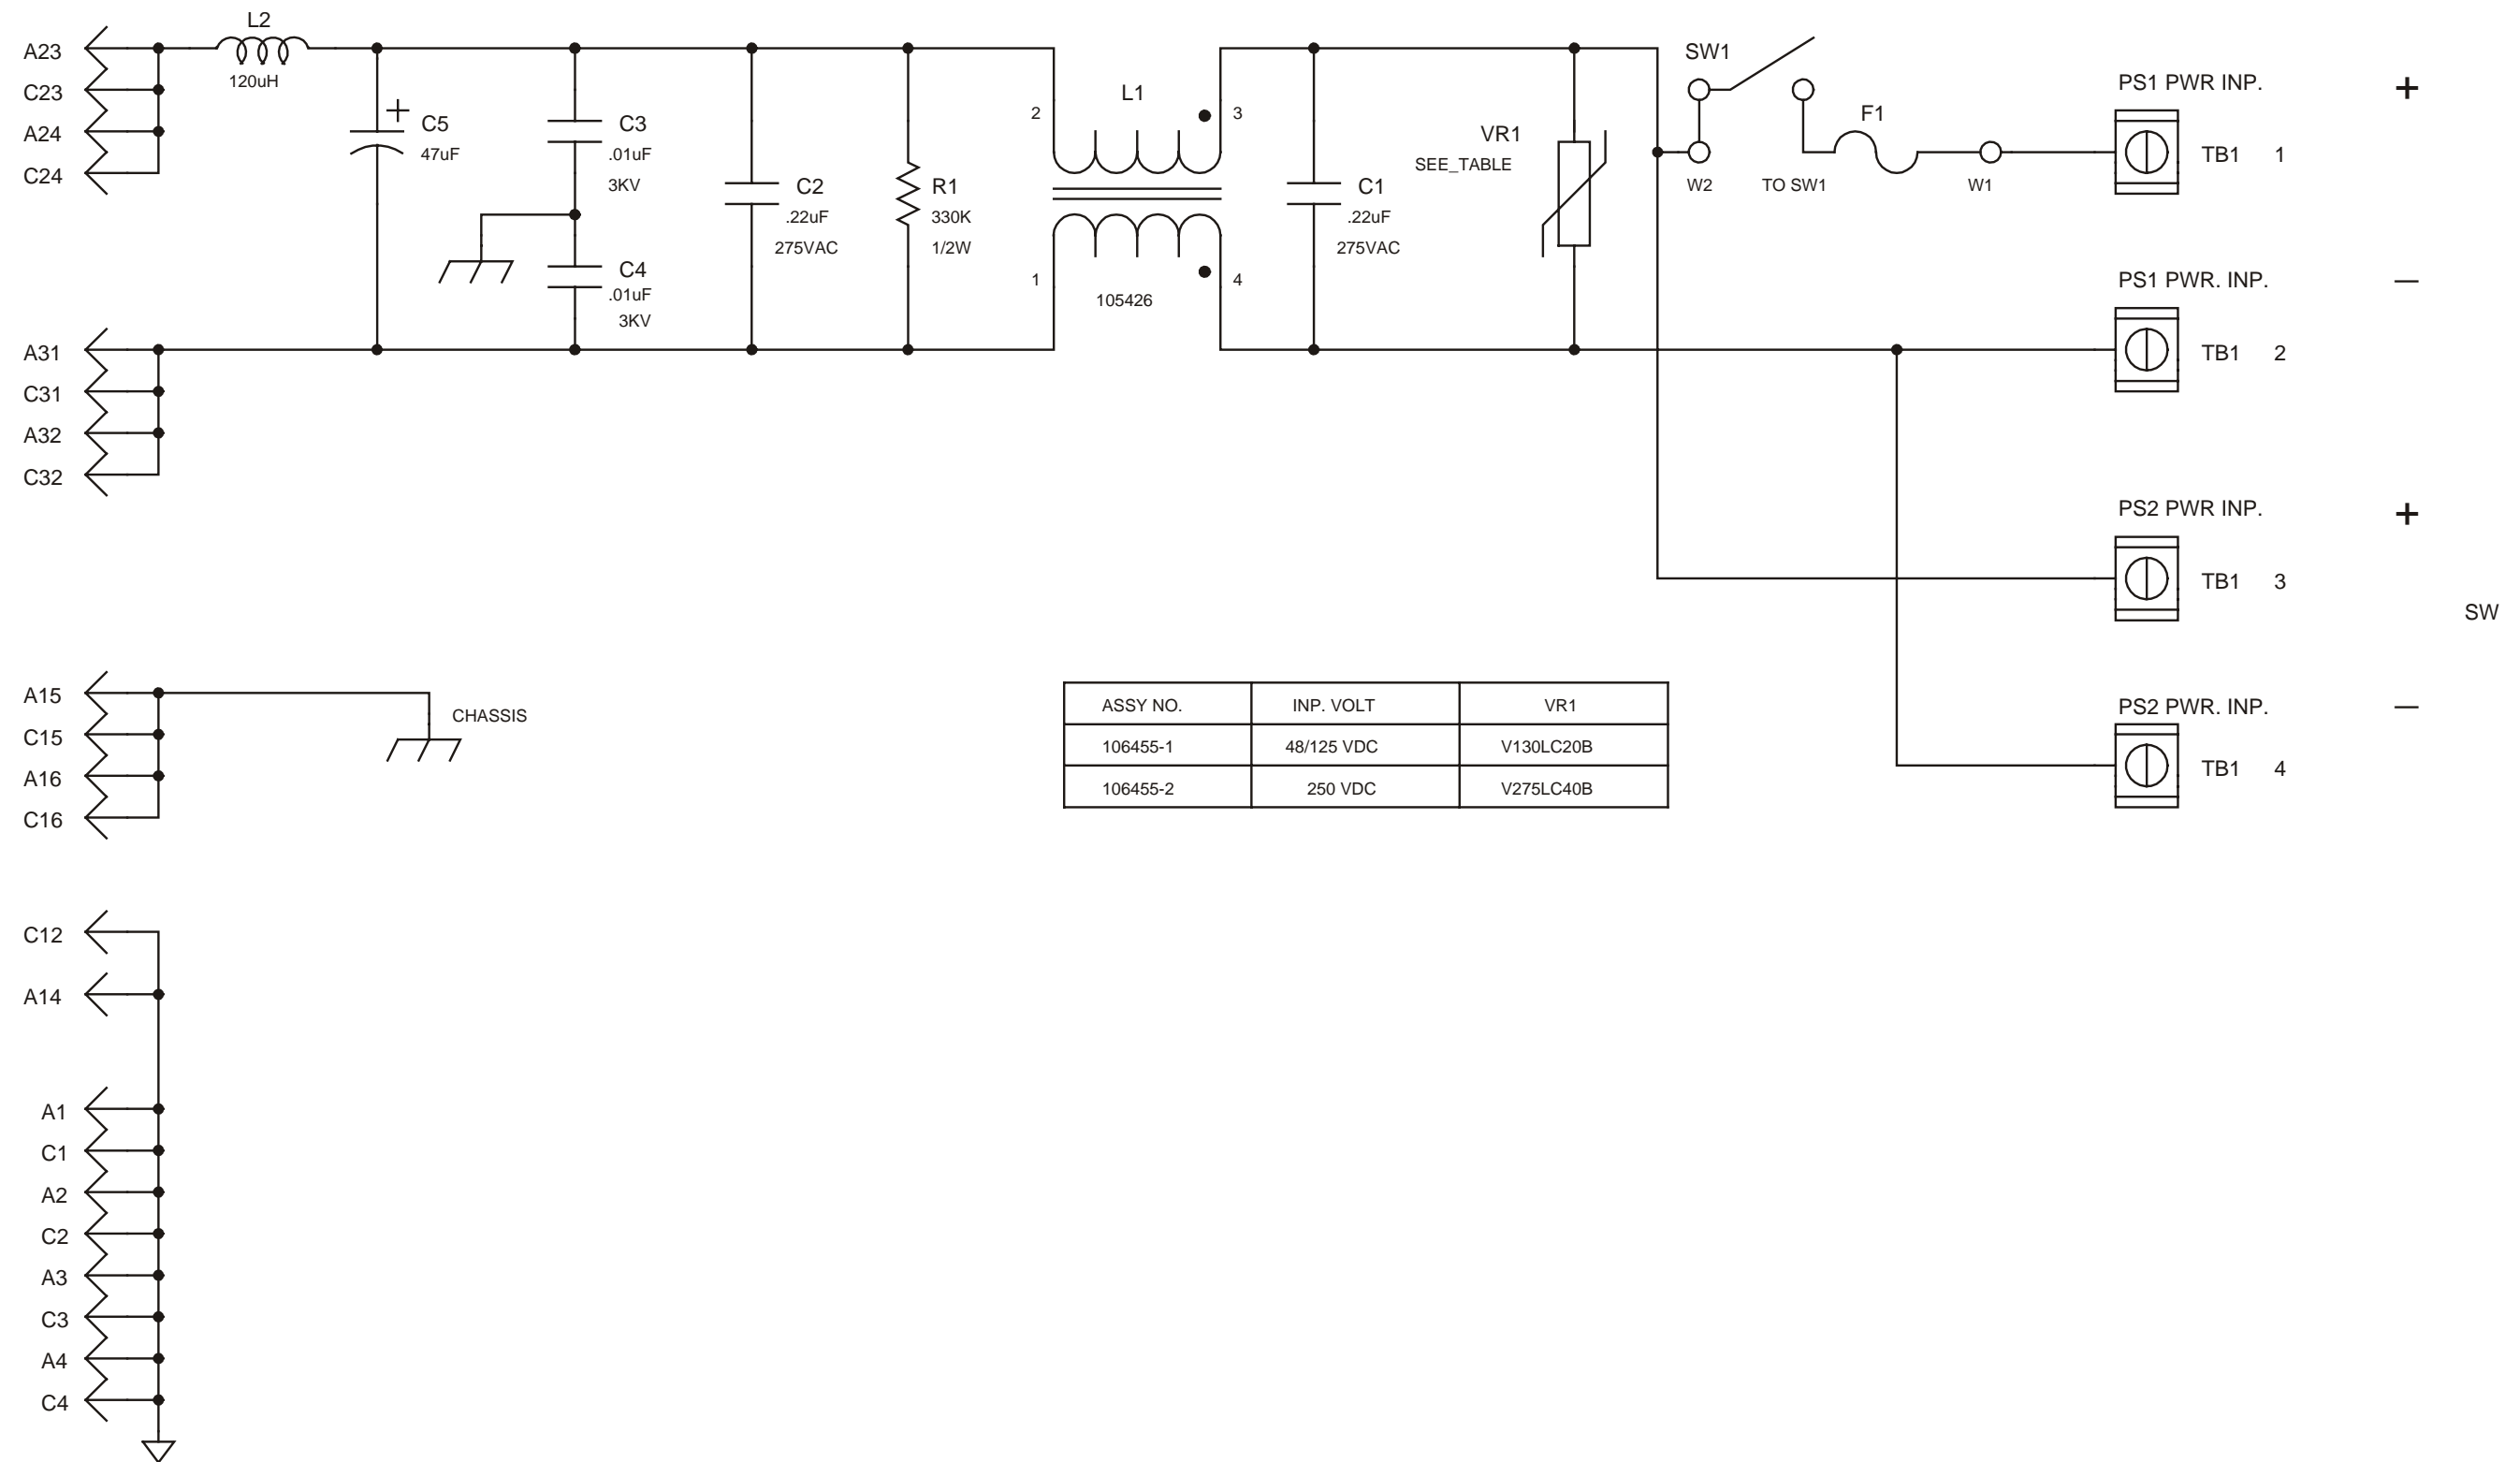 L2
A23
120uH
C23
A24
C24
+
C5
47uF
C3
.01uF
3KV
C4
.01uF
3KV
C2
.22uF
275VAC
R1
330K
1/2W
L1
2
3
1
4
105426
C1
.22uF
275VAC
VR1
SEE_TABLE
SW1
W2
TO SW1
F1
W1
PS1 PWR INP.
+
TB1 1
PS1 PWR. INP.
—
TB1 2
A31
C31
A32
C32
PS2 PWR INP.
+
TB1 3
SW
PS2 PWR. INP.
—
TB1 4
A15
CHASSIS
C15
A16
C16
ASSY NO. INP. VOLT VR1
106455-1 48/125 VDC V130LC20B
106455-2 250 VDC V275LC40B
C12
A14
A1
C1
A2
C2
A3
C3
A4
C4